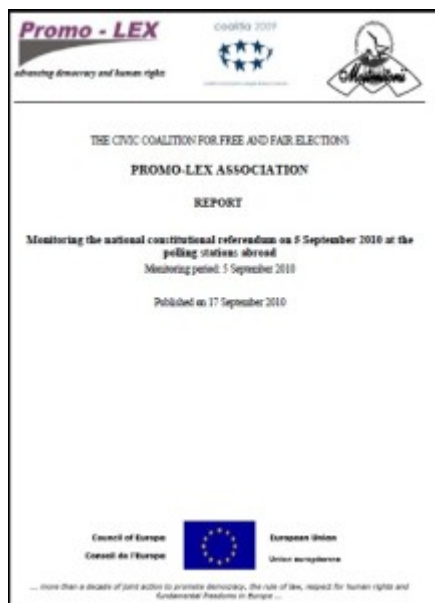 Promo - LEX
advancing democracy and human rights
coalitia 2009
THE CIVIC COALITION FOR FREE AND FAIR ELECTIONS
PROMO-LEX ASSOCIATION
REPORT
Monitoring the national constitutional referendum on 5 September 2010 at the
polling stations abroad
Monitoring period: 5 September 2010
Published on 17 September 2010
Council of Europe
Conseil de l'Europe
European Union
Union européenne
... more than a decade of joint action to promote democracy, the rule of law, respect for human rights and
fundamental freedoms in Europe ...